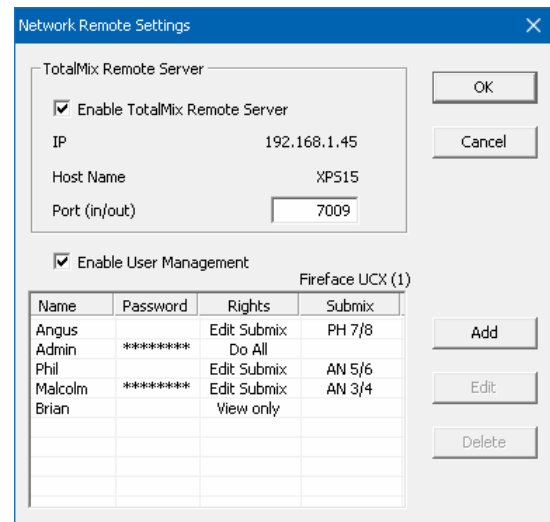 Network Remote Settings
TotalMix Remote Server
Enable TotalMix Remote Server
IP 192.168.1.45
Host Name XPS15
Port (in/out) 7009
OK
Cancel
Enable User Management
Fireface UCX (1)
Name Password Rights Submix
Angus Edit Submix PH 7/8
Admin ******** Do All
Phil Edit Submix AN 5/6
Malcolm ******** Edit Submix AN 3/4
Brian View only
Add
Edit
Delete